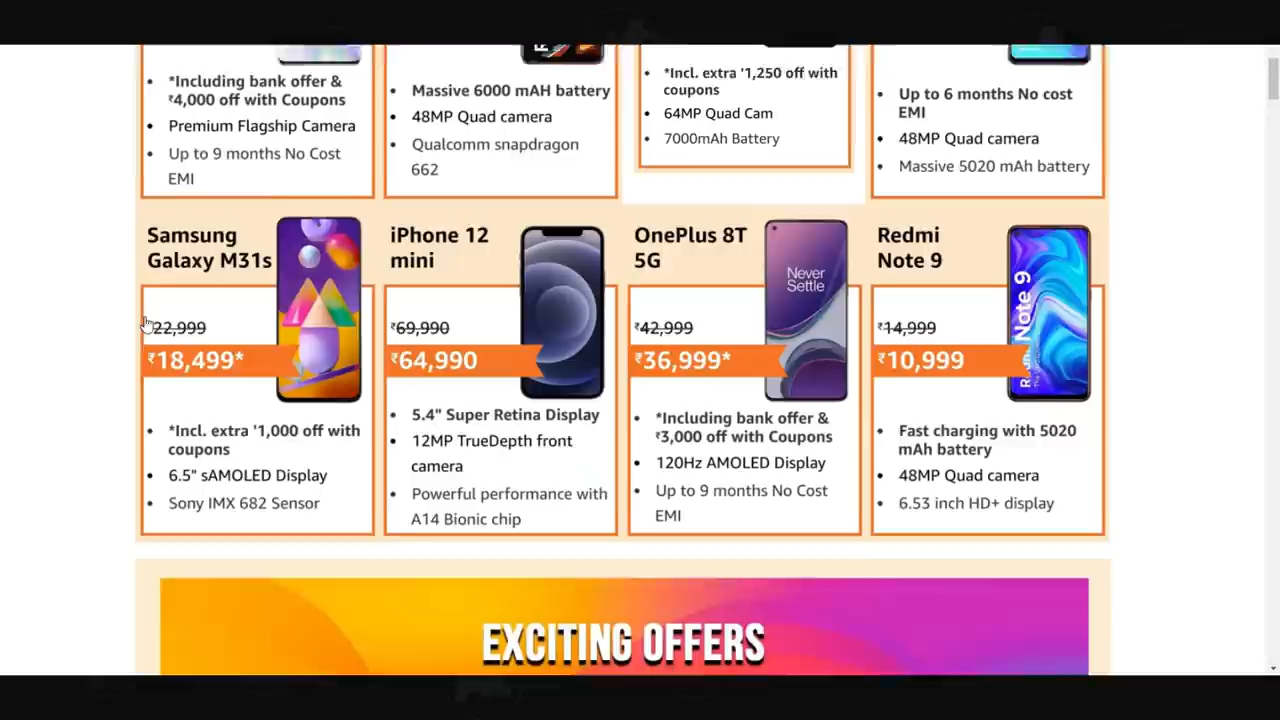 *Including bank offer &
₹4,000 off with Coupons
Premium Flagship Camera
Up to 9 months No Cost
EMI
Massive 6000 mAH battery
48MP Quad camera
Qualcomm snapdragon
662
*Incl. extra '1,250 off with
coupons
64MP Quad Cam
7000mAh Battery
Up to 6 months No cost
EMI
48MP Quad camera
Massive 5020 mAh battery
Samsung
Galaxy M31s
22,999
₹18,499*
*Incl. extra '1,000 off with
coupons
6.5" sAMOLED Display
Sony IMX 682 Sensor
iPhone 12
mini
₹69,990
₹64,990
5.4" Super Retina Display
12MP TrueDepth front
camera
Powerful performance with
A14 Bionic chip
OnePlus 8T
5G
Never
Settle
₹42,999
₹36,999*
*Including bank offer &
₹3,000 off with Coupons
120Hz AMOLED Display
Up to 9 months No Cost
EMI
Redmi
Note 9
Redmi Note 9
₹14,999
₹10,999
Fast charging with 5020
mAh battery
48MP Quad camera
6.53 inch HD+ display
EXCITING OFFERS